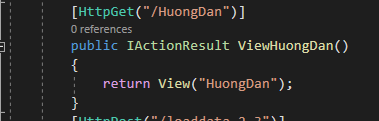 [HttpGet("/HuongDan")]
0 references
public IActionResult ViewHuongDan()
{
return View("HuongDan");
}